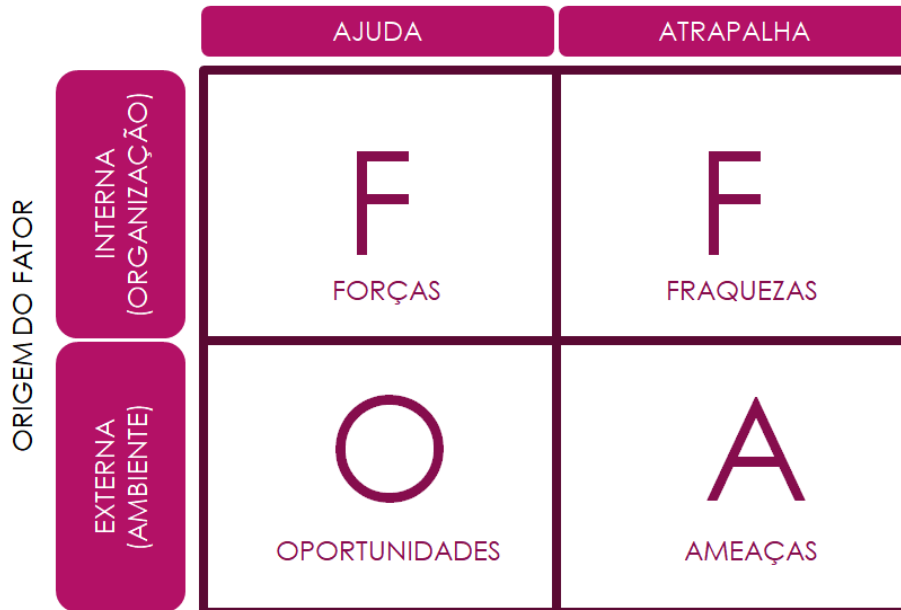 AJUDA
ATRAPALHA
ORIGEM DO FATOR
INTERNA
(ORGANIZAÇÃO)
F
FORÇAS
F
FRAQUEZAS
EXTERNA
(AMBIENTE)
O
OPORTUNIDADES
A
AMEAÇAS